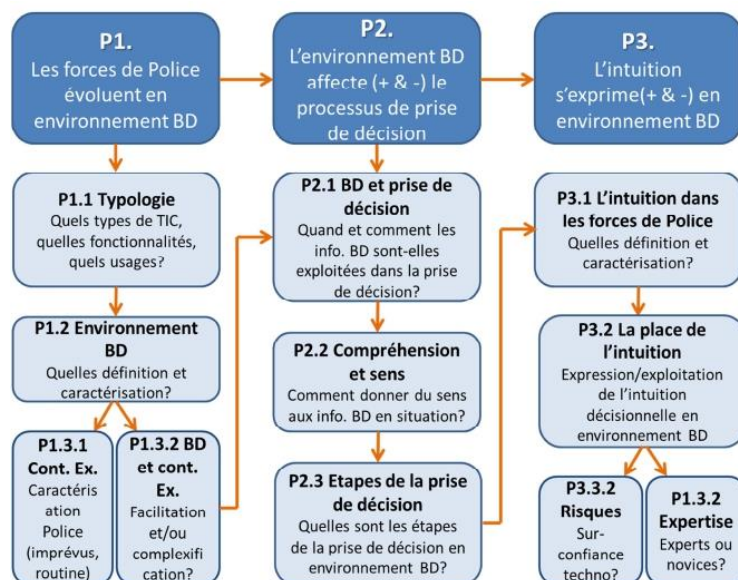 P1.
Les forces de Police
évoluent en
environnement BD
P2.
L'environnement BD
affecte (+ & -) le
processus de prise
de décision
P3.
L'intuition
s'exprime(+ & -) en
environnement BD
P1.1 Typologie
Quels types de TIC,
quelles fonctionnalités,
quels usages?
P1.2 Environnement
BD
Quelles définition et
caractérisation?
P1.3.1
Cont. Ex.
Caractéris
ation
Police
(imprévus,
routine)
P1.3.2 BD
et cont.
Ex.
Facilitation
et/ou
complexifi
cation?
P2.1 BD et prise de
décision
Quand et comment les
info. BD sont-elles
exploitées dans la prise
de décision?
P2.2 Compréhension
et sens
Comment donner du sens
aux info. BD en situation?
P2.3 Etapes de la prise
de décision
Quelles sont les étapes
de la prise de décision en
environnement BD?
P3.1 L'intuition dans
les forces de Police
Quelles définition et
caractérisation?
P3.2 La place de
l'intuition
Expression/exploitation
de l'intuition
décisionnelle en
environnement BD
P3.3.2
Risques
Sur-
confiance
techno?
P1.3.2
Expertise
Experts ou
novices?